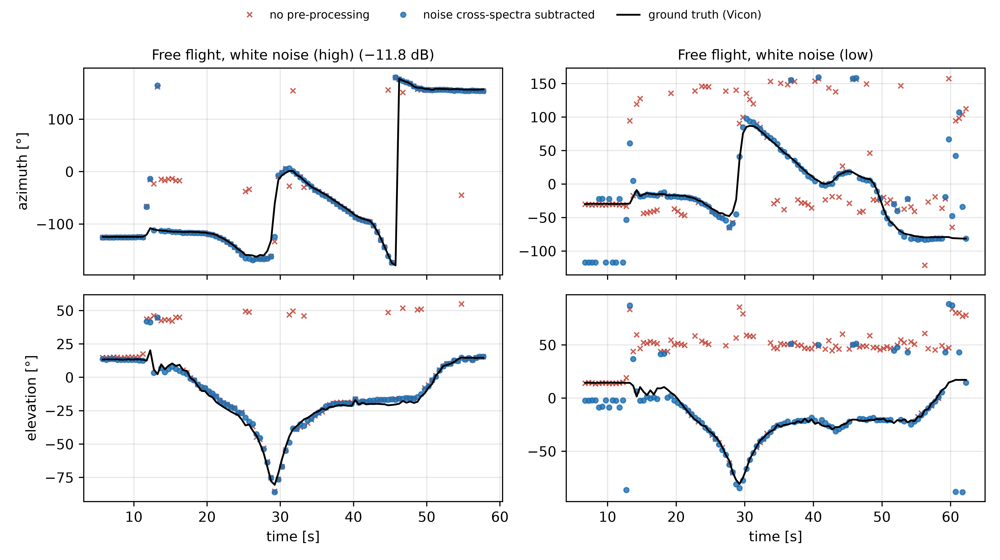 no pre-processing noise cross-spectra subtracted ground truth (Vicon)
Free flight, white noise (high) (−11.8 dB)
Free flight, white noise (low)
azimuth [°]
100
0
−100
150
100
50
0
−50
−100
elevation [°]
50
25
0
−25
−50
−75
10 20 30 40 50 60
time [s]
50
0
−50
10 20 30 40 50 60
time [s]